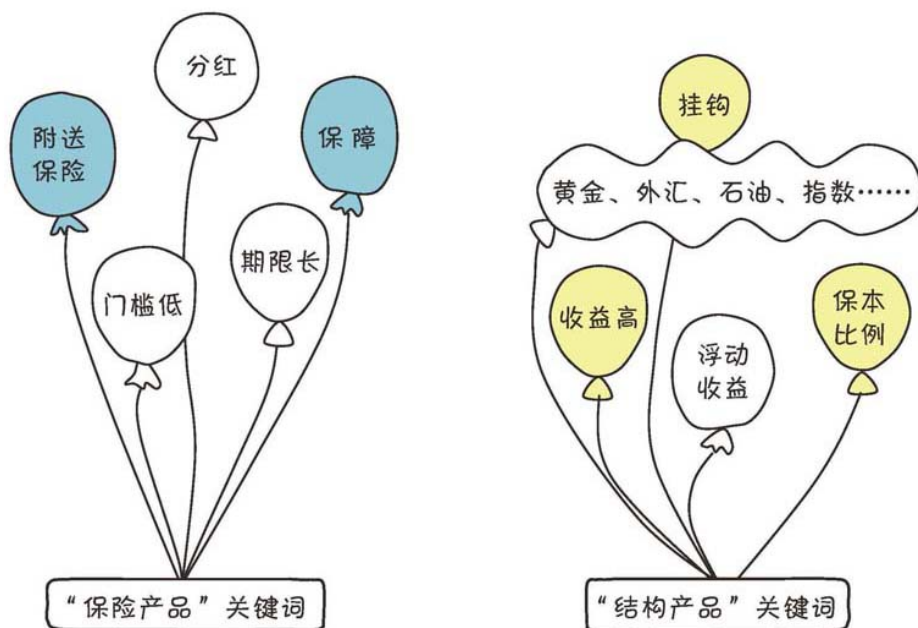 分红
附送
保险
保障
门槛低
期限长
“保险产品”关键词
挂钩
黄金、外汇、石油、指数……
收益高
浮动
收益
保本
比例
“结构产品”关键词